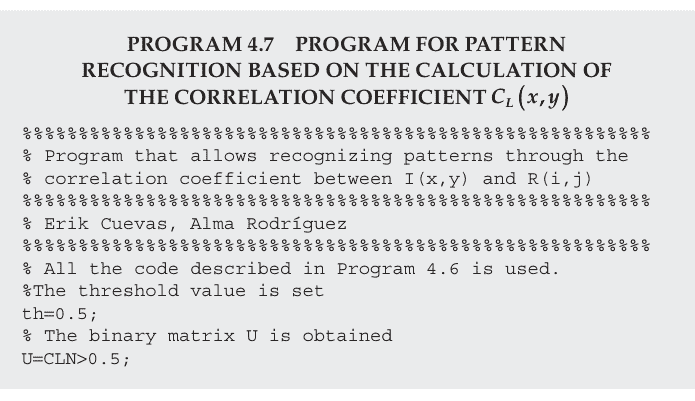 PROGRAM 4.7 PROGRAM FOR PATTERN
RECOGNITION BASED ON THE CALCULATION OF
THE CORRELATION COEFFICIENT C_L(x,y)
%%%%%%%%%%%%%%%%%%%%%%%%%%%%%%%%%%%%%%%%%%%%%%%%%%%%%%%%
% Program that allows recognizing patterns through the
% correlation coefficient between I(x,y) and R(i,j)
%%%%%%%%%%%%%%%%%%%%%%%%%%%%%%%%%%%%%%%%%%%%%%%%%%%%%%%%
% Erik Cuevas, Alma Rodríguez
%%%%%%%%%%%%%%%%%%%%%%%%%%%%%%%%%%%%%%%%%%%%%%%%%%%%%%%%
% All the code described in Program 4.6 is used.
%The threshold value is set
th=0.5;
% The binary matrix U is obtained
U=CLN>0.5;